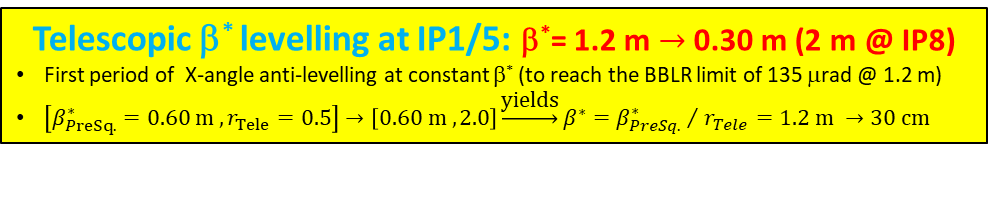 Telescopic β* levelling at IP1/5: β*= 1.2 m → 0.30 m (2 m @ IP8)
• First period of X-angle anti-levelling at constant β* (to reach the BBLR limit of 135 μrad @ 1.2 m)
• [β*PreSq. = 0.60 m , rTele = 0.5] → [0.60 m , 2.0] yields→ β* = β*PreSq. / rTele = 1.2 m → 30 cm